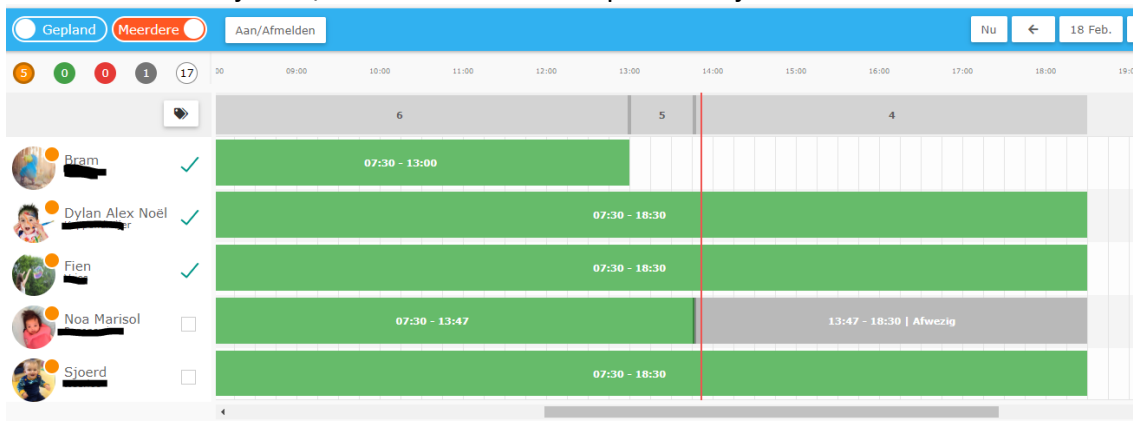 Gepland Meerdere Aan/Afmelden Nu 18 Feb.
5 0 0 1 17 00 09:00 10:00 11:00 12:00 13:00 14:00 15:00 16:00 17:00 18:00
6 5 4
Bram
07:30 - 13:00
Dylan Alex Noël
07:30 - 18:30
Fien
07:30 - 18:30
Noa Marisol
07:30 - 13:47 13:47 - 18:30 | Afwezig
Sjoerd
07:30 - 18:30